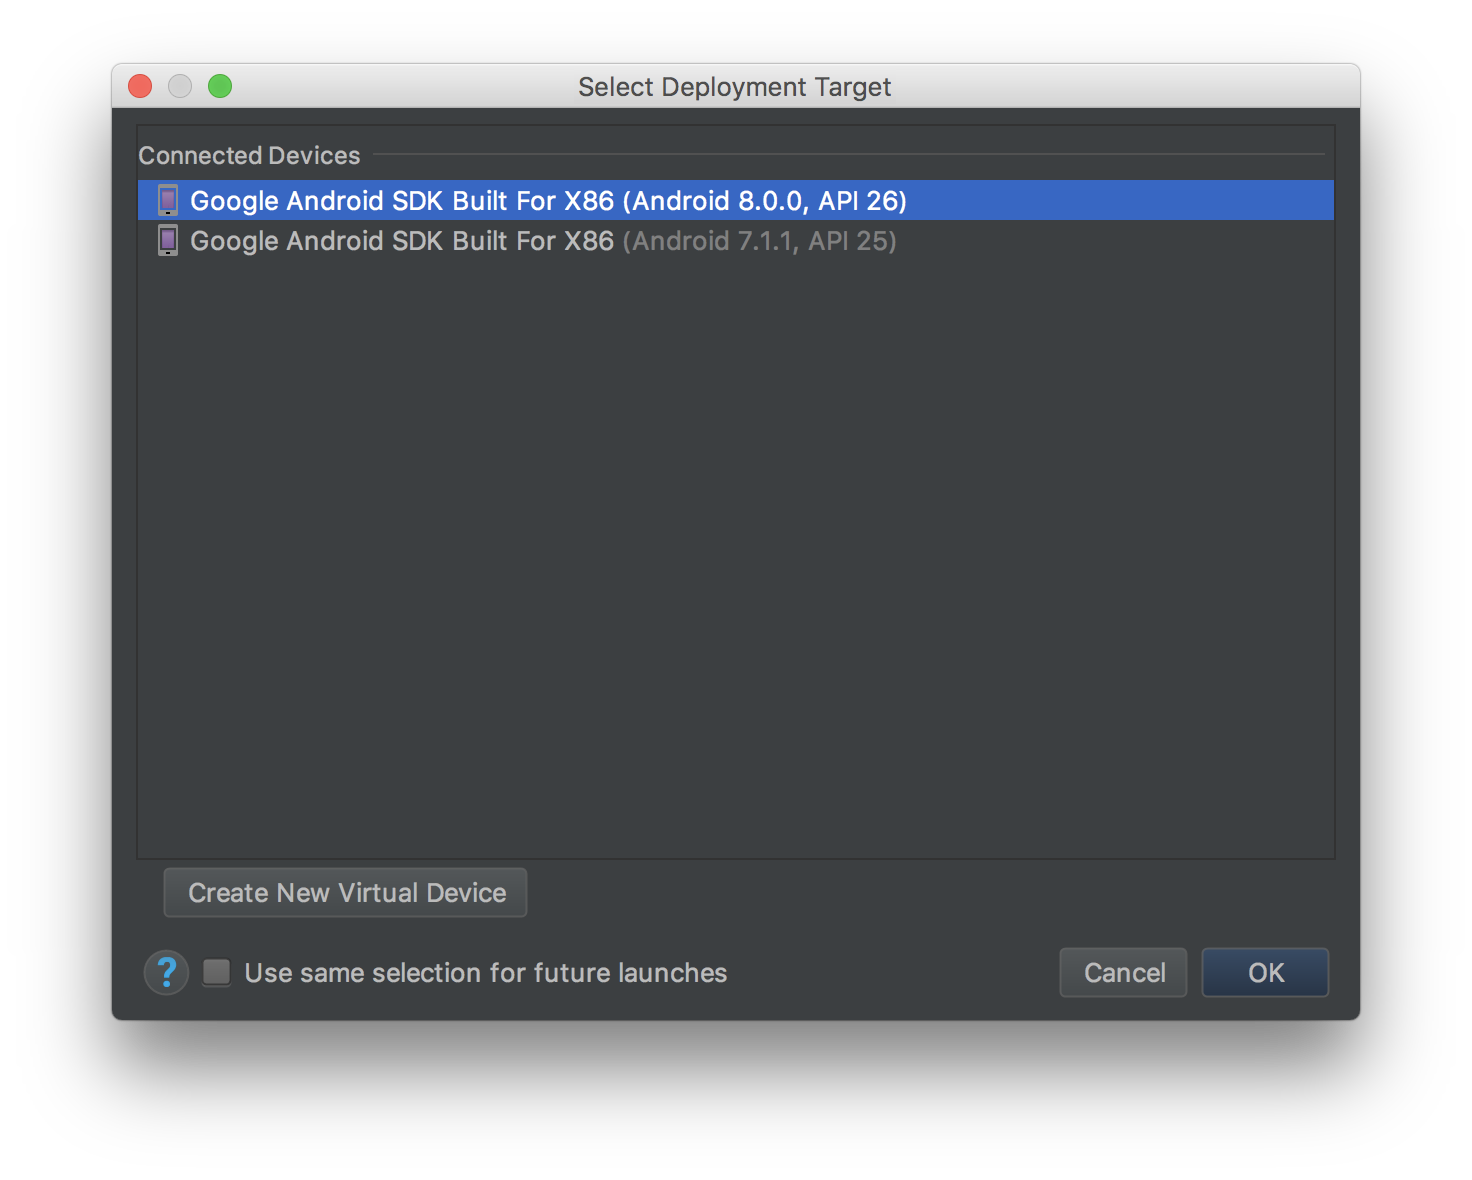 Select Deployment Target
Connected Devices
Google Android SDK Built For X86 (Android 8.0.0, API 26)
Google Android SDK Built For X86 (Android 7.1.1, API 25)
Create New Virtual Device
? Use same selection for future launches Cancel OK